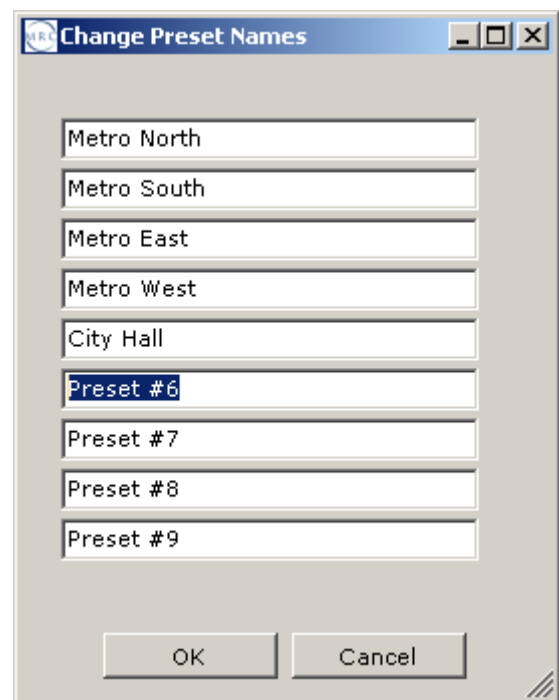 MRC
Change Preset Names
Metro North
Metro South
Metro East
Metro West
City Hall
Preset #6
Preset #7
Preset #8
Preset #9
OK
Cancel